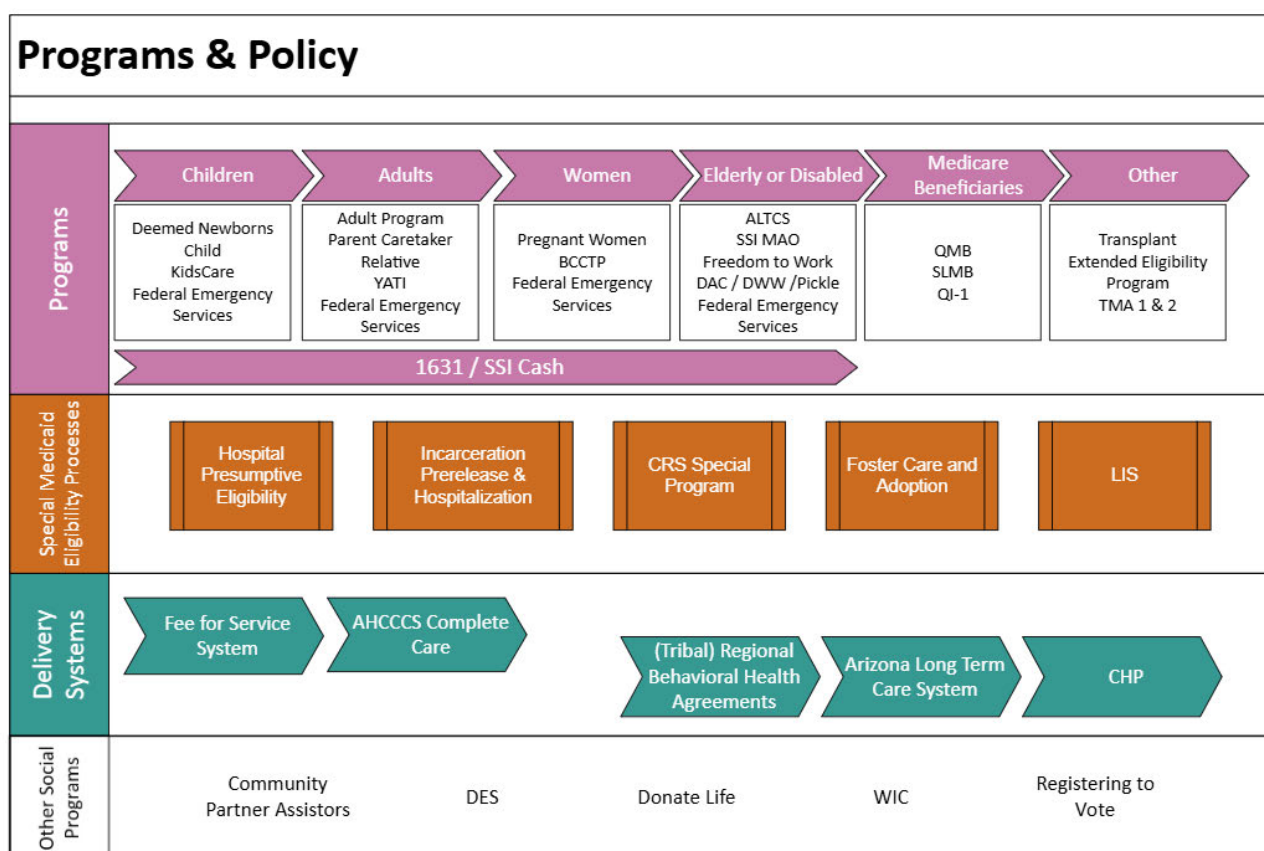 Programs & Policy
Programs
Children
Adults
Women
Elderly or Disabled
Medicare
Beneficiaries
Other
Deemed Newborns
Child
KidsCare
Federal Emergency
Services
Adult Program
Parent Caretaker
Relative
YATI
Federal Emergency
Services
Pregnant Women
BCCTP
Federal Emergency
Services
ALTCS
SSI MAO
Freedom to Work
DAC / DWW /Pickle
Federal Emergency
Services
QMB
SLMB
QI-1
Transplant
Extended Eligibility
Program
TMA 1 & 2
1631 / SSI Cash
Special Medicaid
Eligibility Processes
Hospital
Presumptive
Eligibility
Incarceration
Prerelease &
Hospitalization
CRS Special
Program
Foster Care and
Adoption
LIS
Delivery
Systems
Fee for Service
System
AHCCCS Complete
Care
(Tribal) Regional
Behavioral Health
Agreements
Arizona Long Term
Care System
CHP
Other Social
Programs
Community
Partner Assistors
DES
Donate Life
WIC
Registering to
Vote